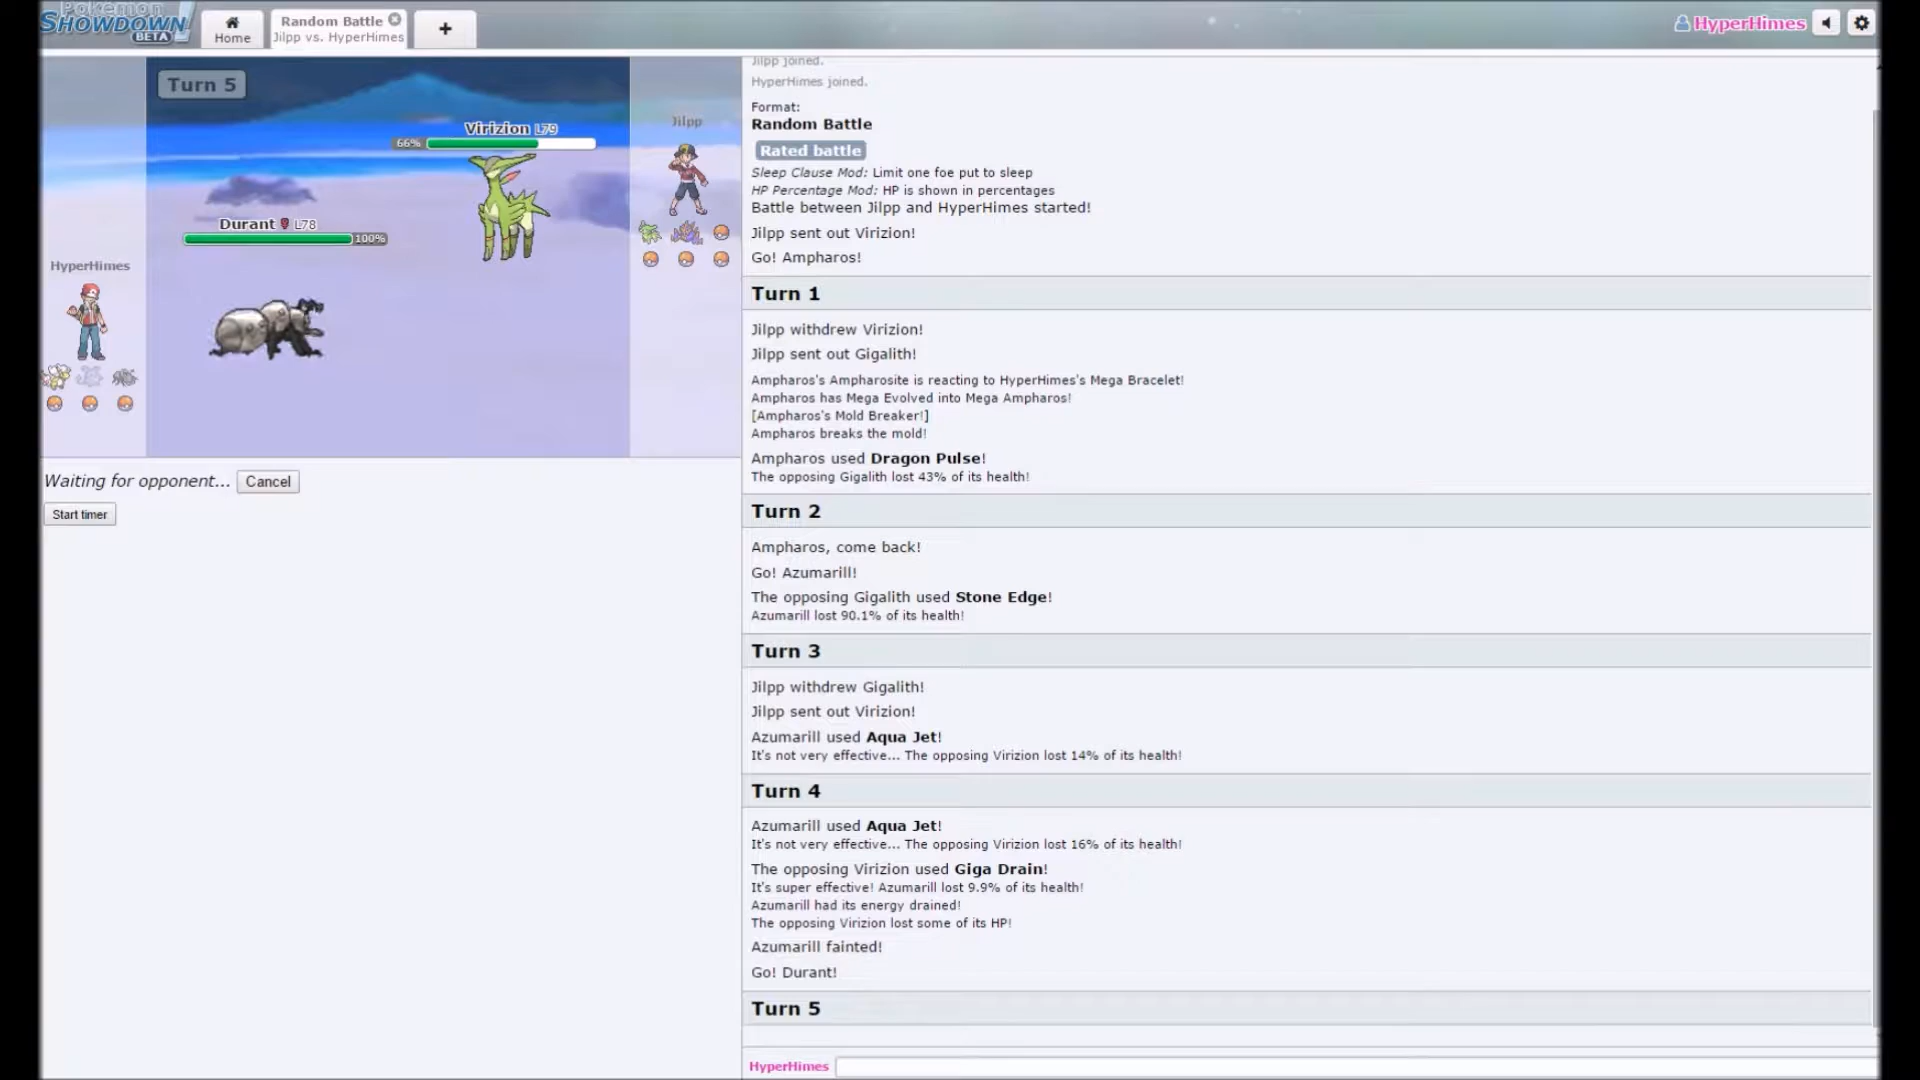 Pokémon
SHOWDOWN
BETA
Home
Random Battle
Jilpp vs. HyperHimes
+
HyperHimes
Turn 5
Virizion L79
66%
Durant L78
100%
HyperHimes
Jilpp
Waiting for opponent... Cancel
Start timer
Jilpp joined.
HyperHimes joined.
Format:
Random Battle
Rated battle
Sleep Clause Mod: Limit one foe put to sleep
HP Percentage Mod: HP is shown in percentages
Battle between Jilpp and HyperHimes started!
Jilpp sent out Virizion!
Go! Ampharos!
Turn 1
Jilpp withdrew Virizion!
Jilpp sent out Gigalith!
Ampharos's Ampharosite is reacting to HyperHimes's Mega Bracelet!
Ampharos has Mega Evolved into Mega Ampharos!
[Ampharos's Mold Breaker!]
Ampharos breaks the mold!
Ampharos used Dragon Pulse!
The opposing Gigalith lost 43% of its health!
Turn 2
Ampharos, come back!
Go! Azumarill!
The opposing Gigalith used Stone Edge!
Azumarill lost 90.1% of its health!
Turn 3
Jilpp withdrew Gigalith!
Jilpp sent out Virizion!
Azumarill used Aqua Jet!
It's not very effective... The opposing Virizion lost 14% of its health!
Turn 4
Azumarill used Aqua Jet!
It's not very effective... The opposing Virizion lost 16% of its health!
The opposing Virizion used Giga Drain!
It's super effective! Azumarill lost 9.9% of its health!
Azumarill had its energy drained!
The opposing Virizion lost some of its HP!
Azumarill fainted!
Go! Durant!
Turn 5
HyperHimes